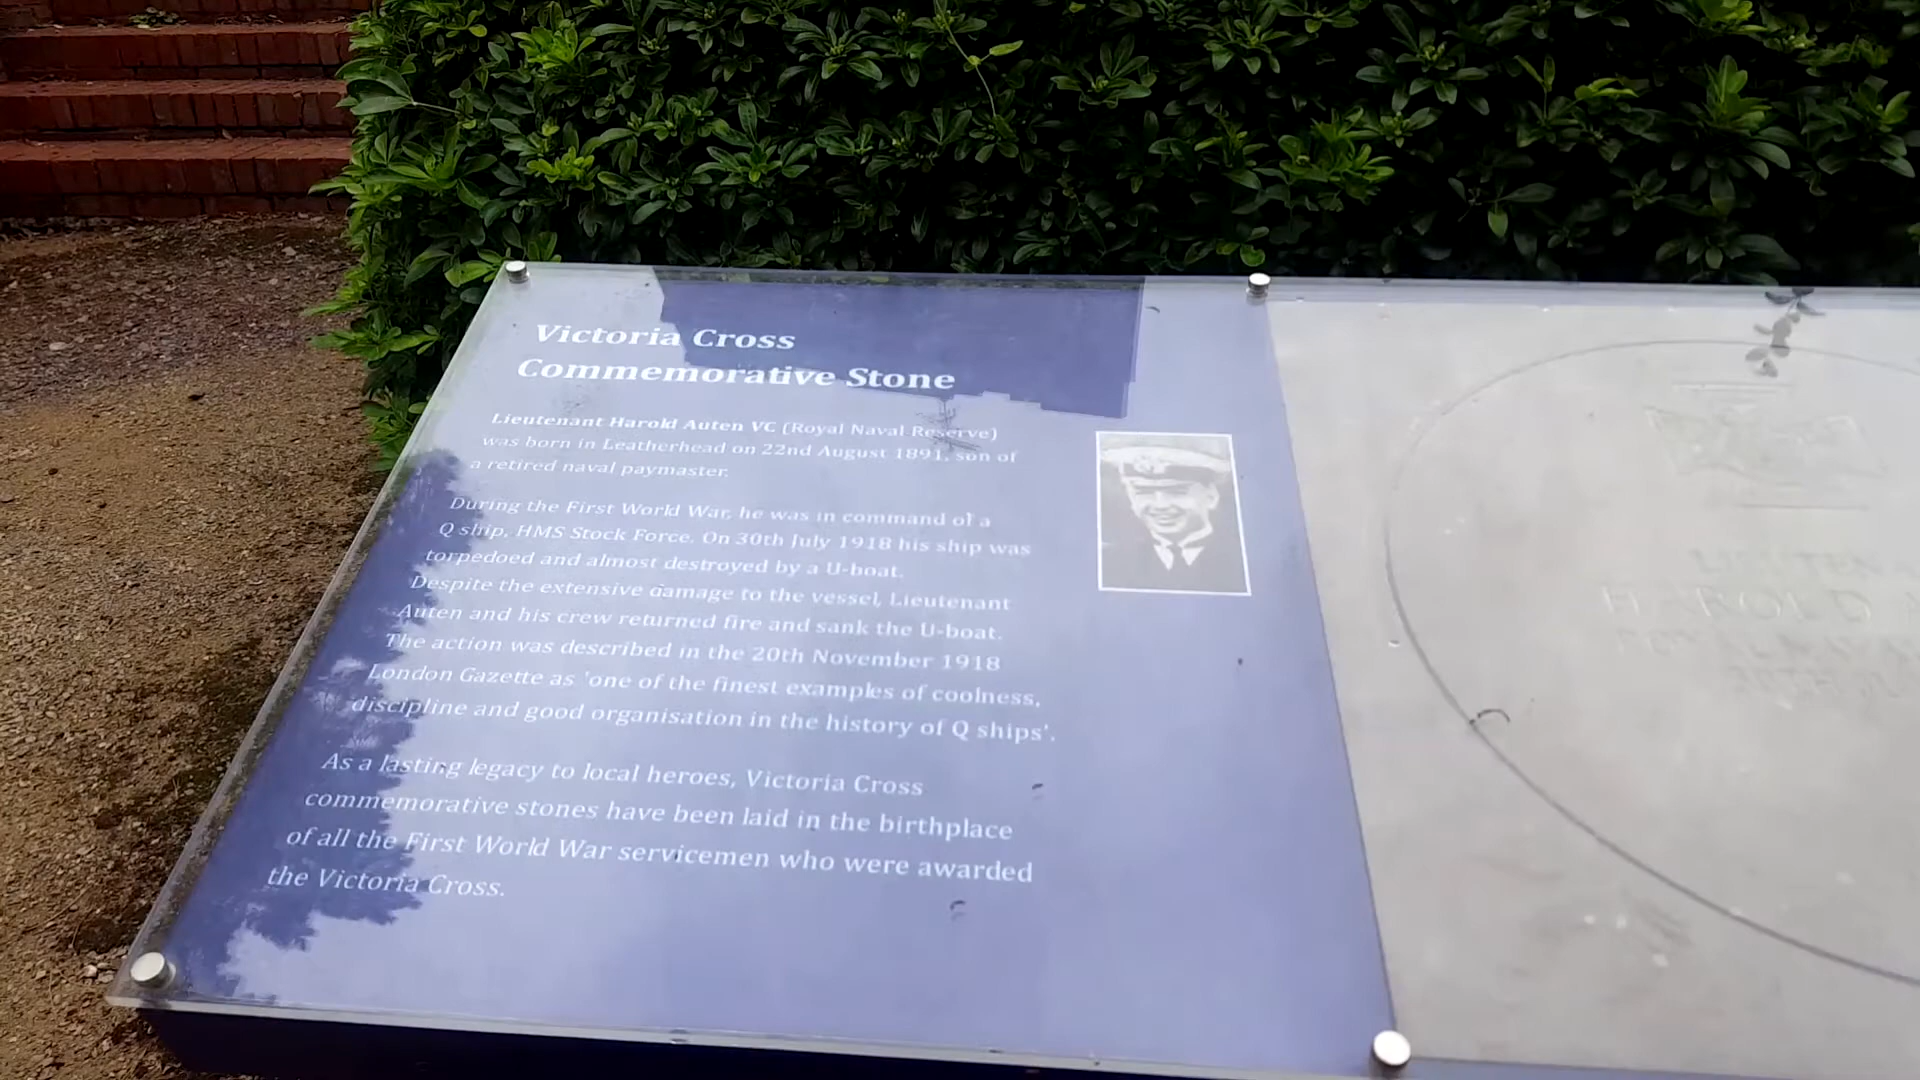 Victoria Cross
Commemorative Stone
Lieutenant Harold Auten VC (Royal Naval Reserve)
was born in Leatherhead on 22nd August 1891, son of
a retired naval paymaster.
During the First World War, he was in command of a
Q ship, HMS Stock Force. On 30th July 1918 his ship was
torpedoed and almost destroyed by a U-boat.
Despite the extensive damage to the vessel, Lieutenant
Auten and his crew returned fire and sank the U-boat.
The action was described in the 20th November 1918
London Gazette as 'one of the finest examples of coolness,
discipline and good organisation in the history of Q ships'.
As a lasting legacy to local heroes, Victoria Cross
commemorative stones have been laid in the birthplace
of all the First World War servicemen who were awarded
the Victoria Cross.
HAROLD